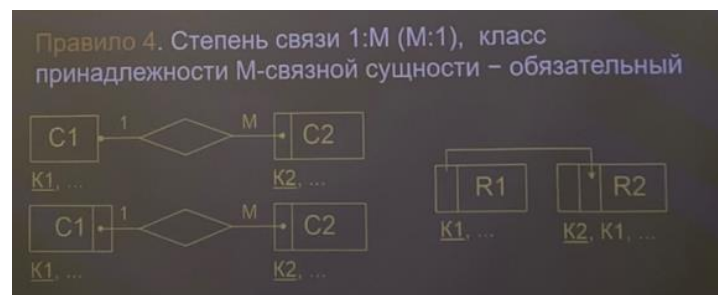 Правило 4. Степень связи 1:М (М:1), класс
принадлежности М-связной сущности – обязательный
С1 1 М С2
К1, ... К2, ...
R1 R2
К1, ... К2, К1, ...
С1 1 М С2
К1, ... К2, ...